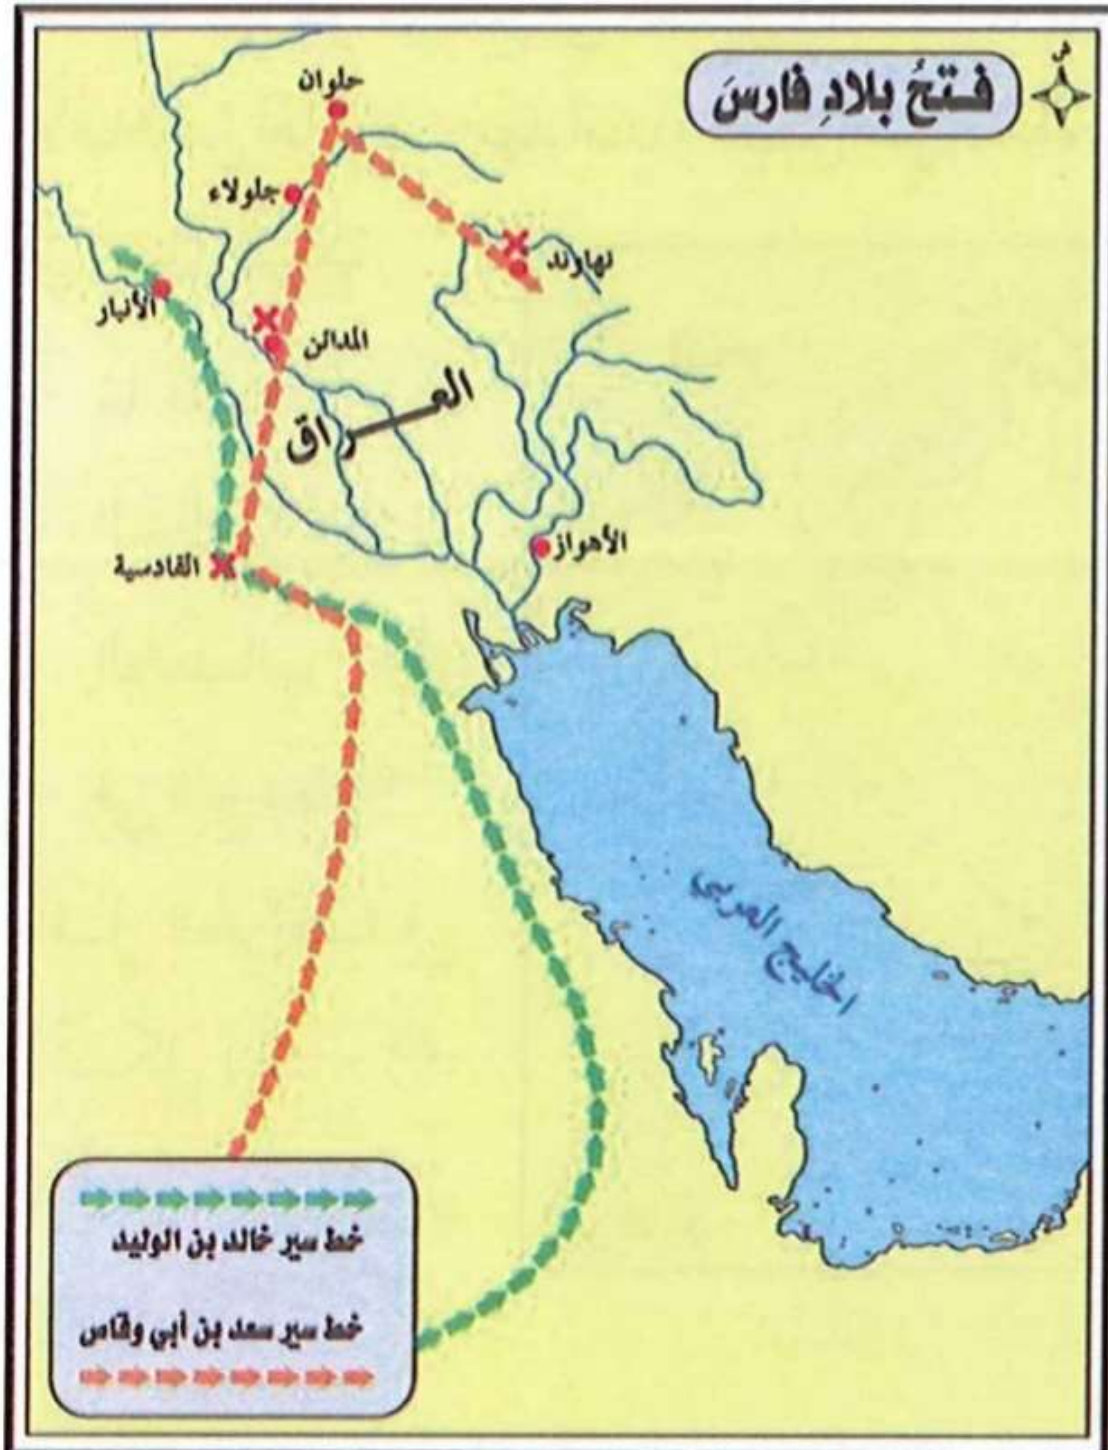 فتحُ بلادِ فارسَ
ش
حلوان
جلولاء
نهاوند
الأنبار
المدائن
العراق
القادسية
الأهواز
الخليج العربي
خط سير خالد بن الوليد
خط سير سعد بن أبي وقاص